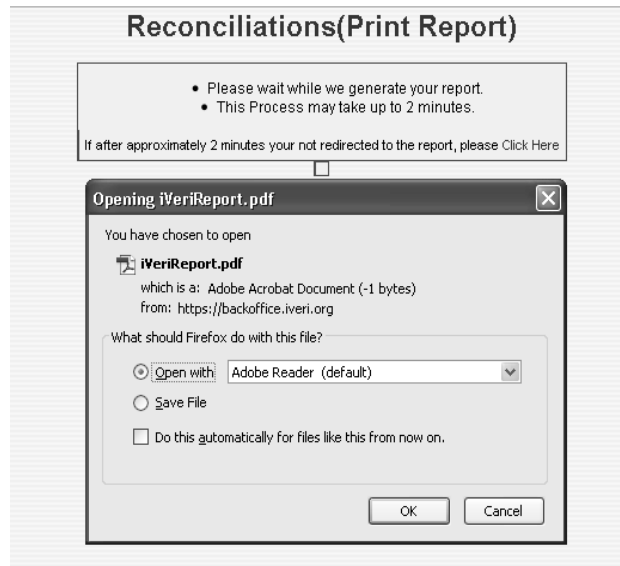 Reconciliations(Print Report)
• Please wait while we generate your report.
• This Process may take up to 2 minutes.
If after approximately 2 minutes your not redirected to the report, please Click Here
Opening iVeriReport.pdf
You have chosen to open
iVeriReport.pdf
which is a: Adobe Acrobat Document (-1 bytes)
from: https://backoffice.iveri.org
What should Firefox do with this file?
Open with Adobe Reader (default)
Save File
Do this automatically for files like this from now on.
OK Cancel